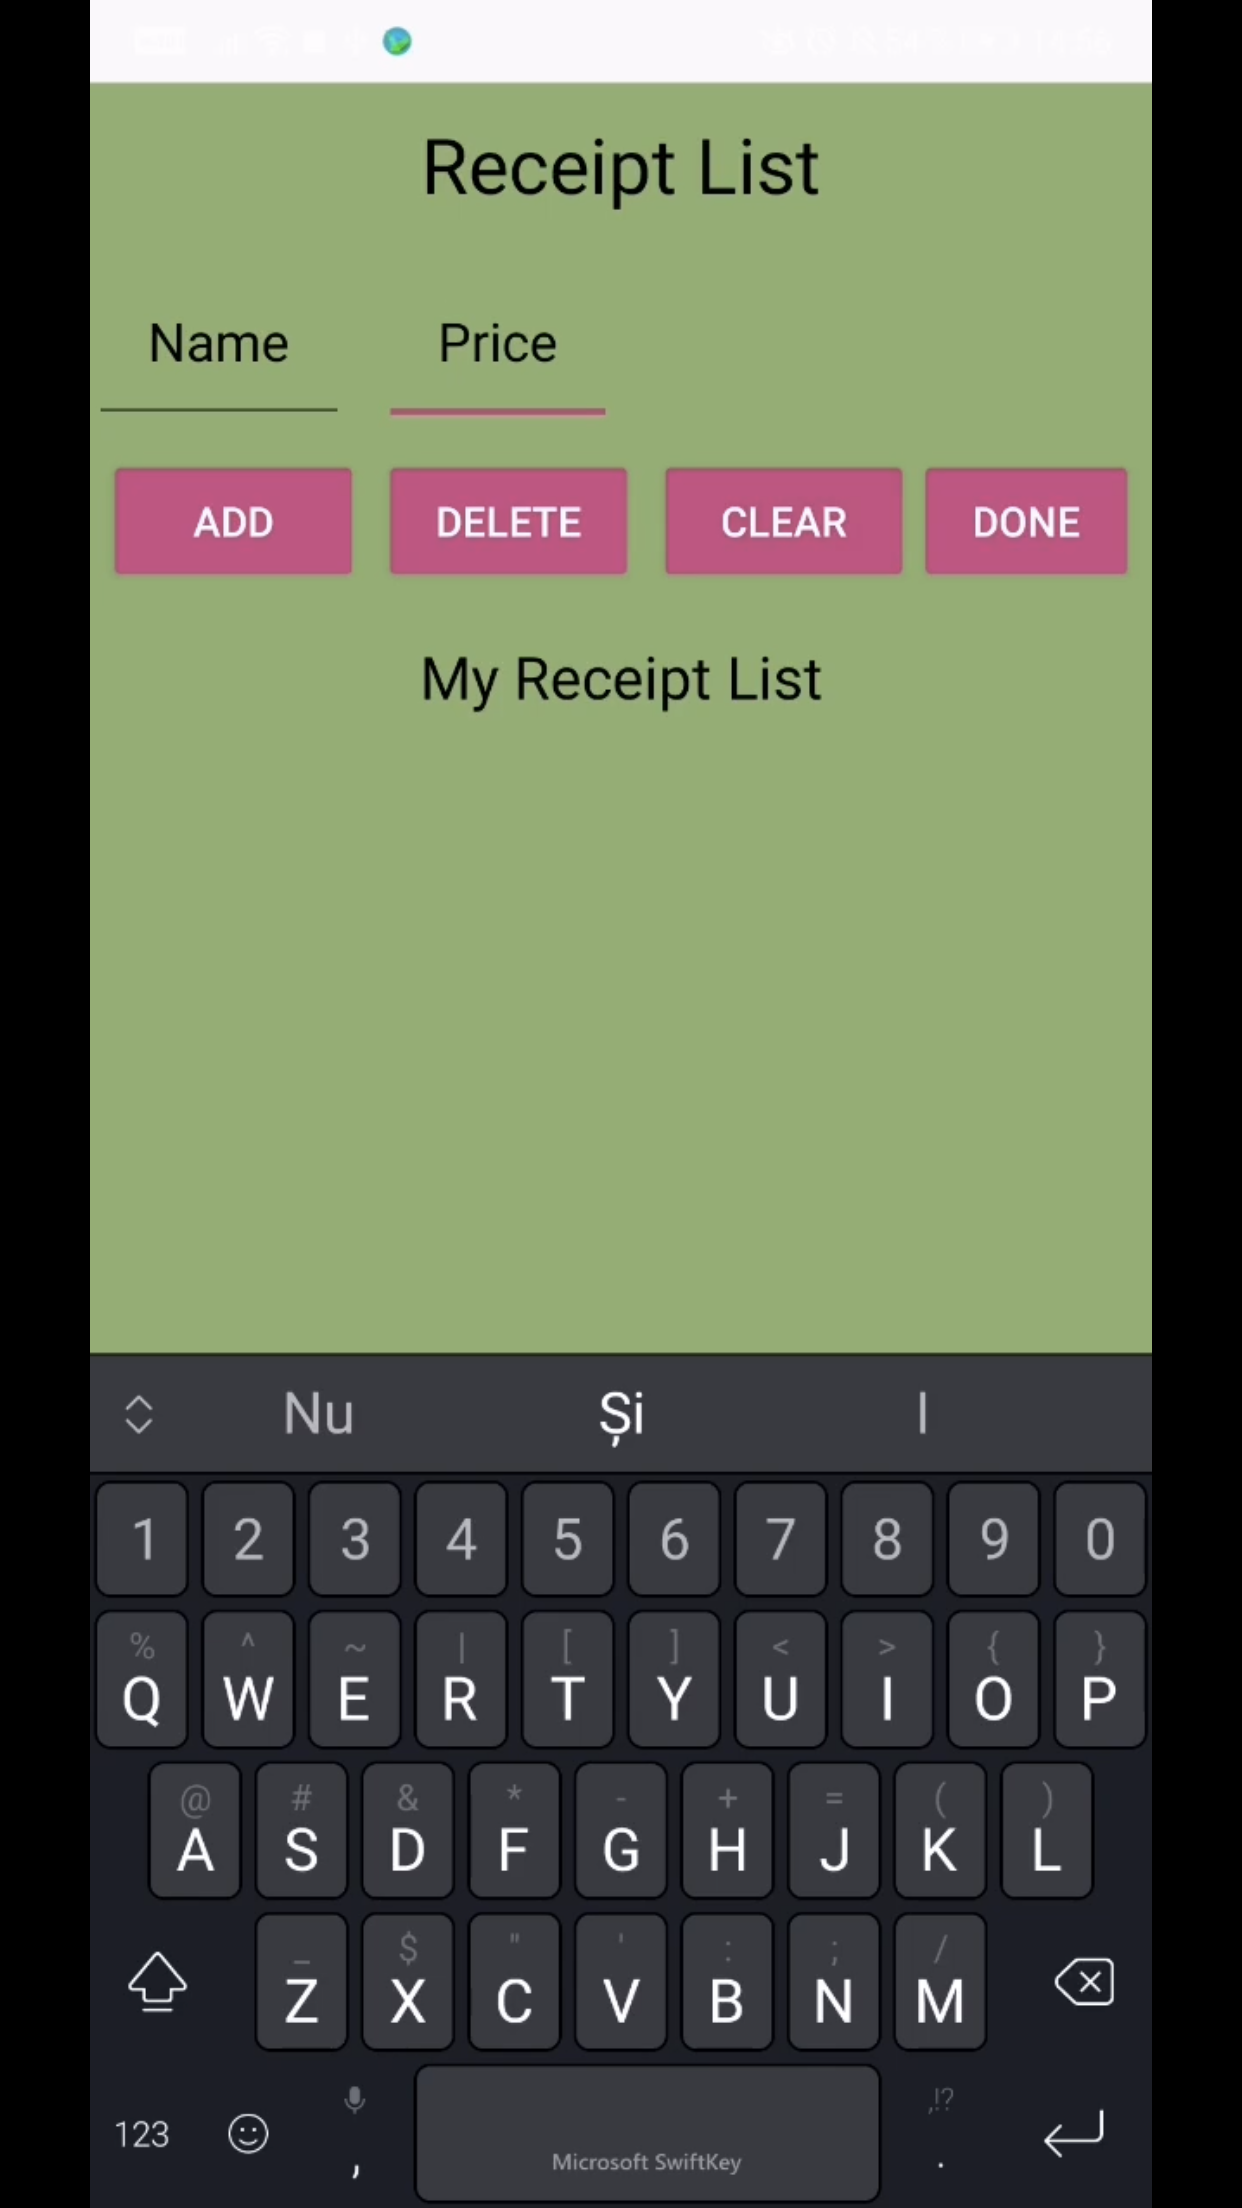 Receipt List
Name Price
ADD DELETE CLEAR DONE
My Receipt List
Nu Și I
1 2 3 4 5 6 7 8 9 0
% ^ ~ | [ ] < > { }
Q W E R T Y U I O P
@ # & * - + = ( )
A S D F G H J K L
_ $ " ' : ; /
Z X C V B N M
,!?
123 , .
Microsoft SwiftKey